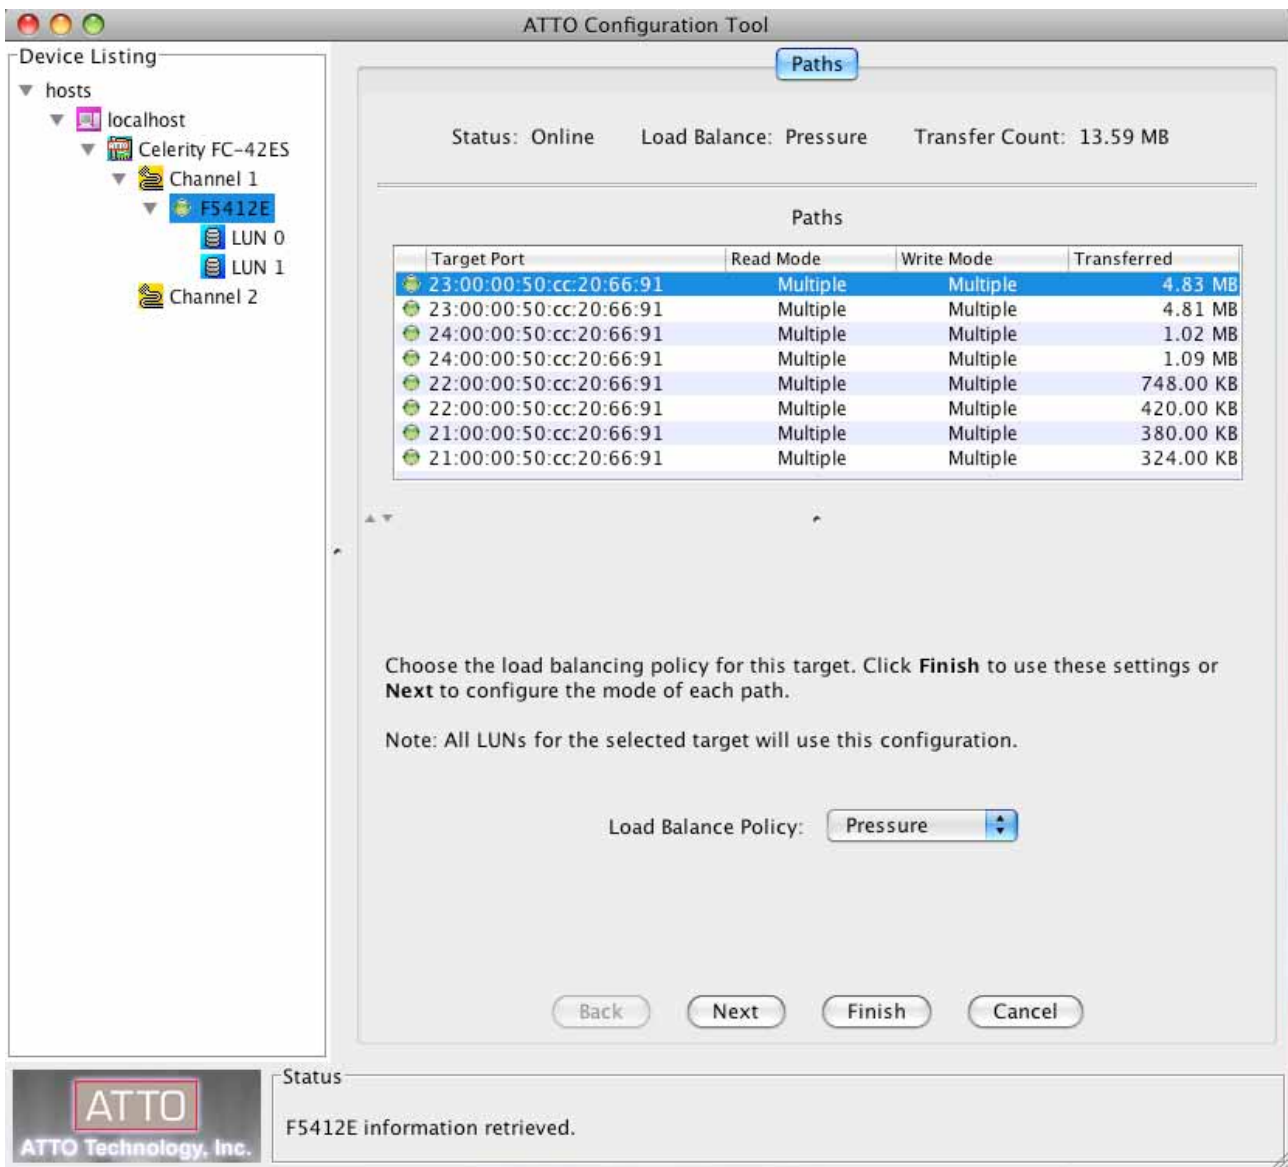 ATTO Configuration Tool
Device Listing
hosts
localhost
Celerity FC-42ES
Channel 1
F5412E
LUN 0
LUN 1
Channel 2
Paths
Status: Online Load Balance: Pressure Transfer Count: 13.59 MB
Paths
Target Port Read Mode Write Mode Transferred
23:00:00:50:cc:20:66:91 Multiple Multiple 4.83 MB
23:00:00:50:cc:20:66:91 Multiple Multiple 4.81 MB
24:00:00:50:cc:20:66:91 Multiple Multiple 1.02 MB
24:00:00:50:cc:20:66:91 Multiple Multiple 1.09 MB
22:00:00:50:cc:20:66:91 Multiple Multiple 748.00 KB
22:00:00:50:cc:20:66:91 Multiple Multiple 420.00 KB
21:00:00:50:cc:20:66:91 Multiple Multiple 380.00 KB
21:00:00:50:cc:20:66:91 Multiple Multiple 324.00 KB
Choose the load balancing policy for this target. Click Finish to use these settings or
Next to configure the mode of each path.
Note: All LUNs for the selected target will use this configuration.
Load Balance Policy: Pressure
Back Next Finish Cancel
ATTO
ATTO Technology, Inc.
Status
F5412E information retrieved.